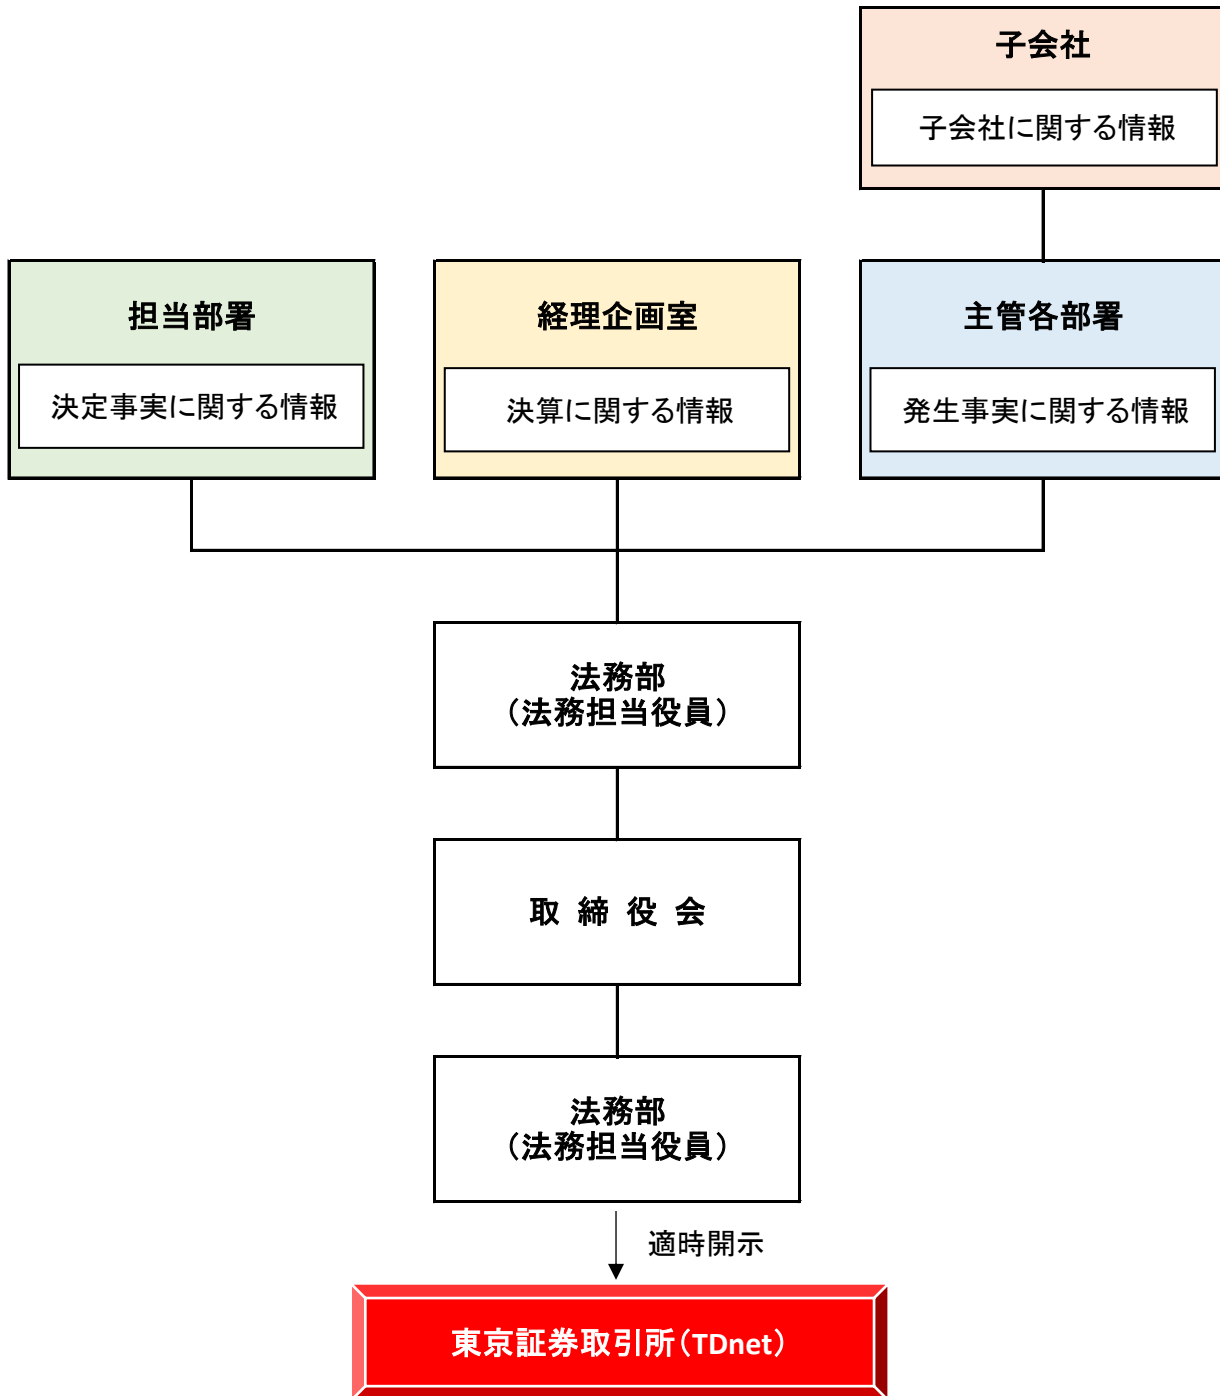 子会社
子会社に関する情報
担当部署
決定事実に関する情報
経理企画室
決算に関する情報
主管各部署
発生事実に関する情報
法務部
（法務担当役員）
取 締 役 会
法務部
（法務担当役員）
適時開示
東京証券取引所（TDnet）